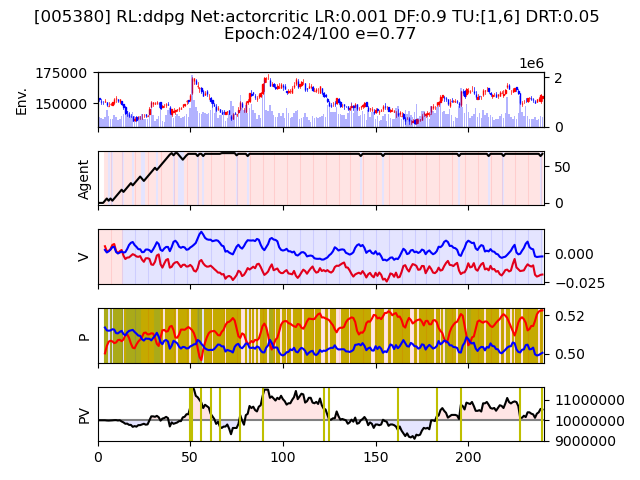 [005380] RL:ddpg Net:actorcritic LR:0.001 DF:0.9 TU:[1,6] DRT:0.05
Epoch:024/100 e=0.77
1e6
Env.
175000
150000
2
0
Agent
50
0
V
0.000
−0.025
P
0.52
0.50
PV
11000000
10000000
9000000
0 50 100 150 200